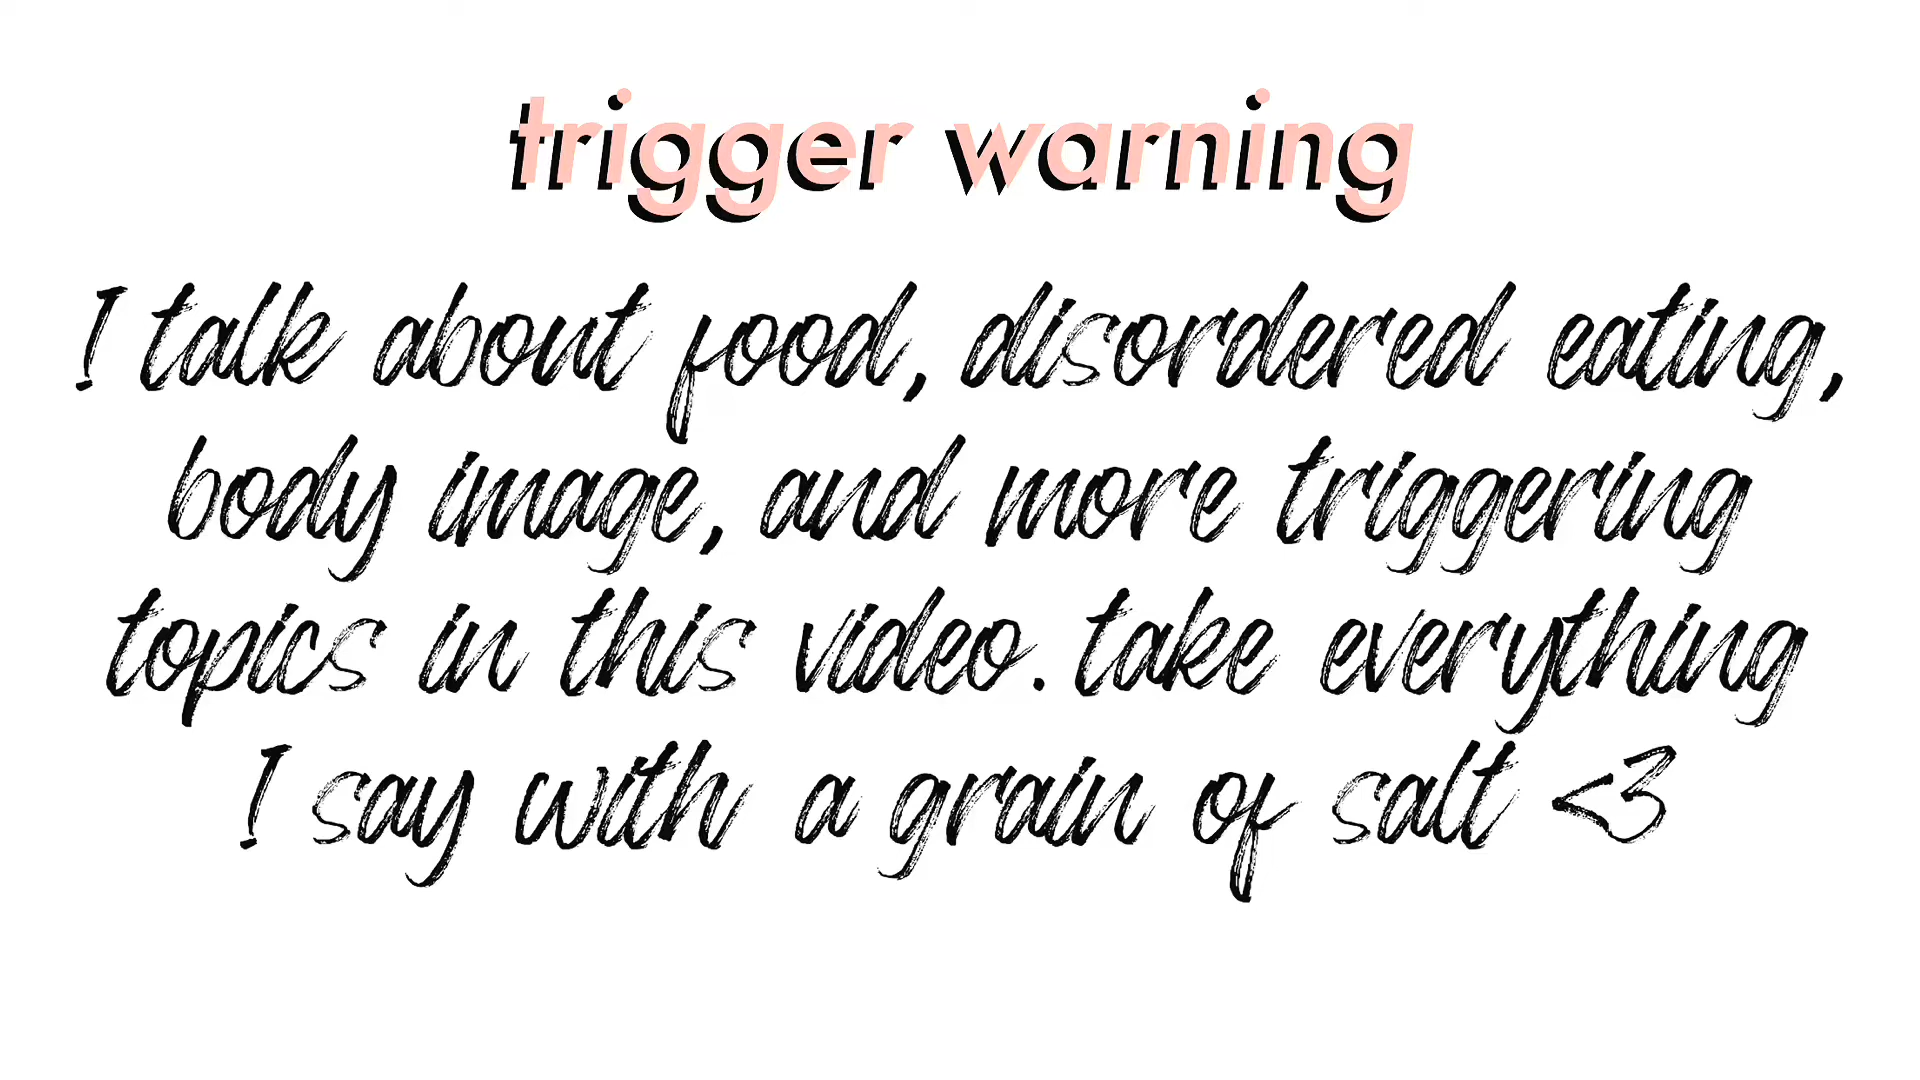 trigger warning
I talk about food, disordered eating,
body image, and more triggering
topics in this video. take everything
I say with a grain of salt <3